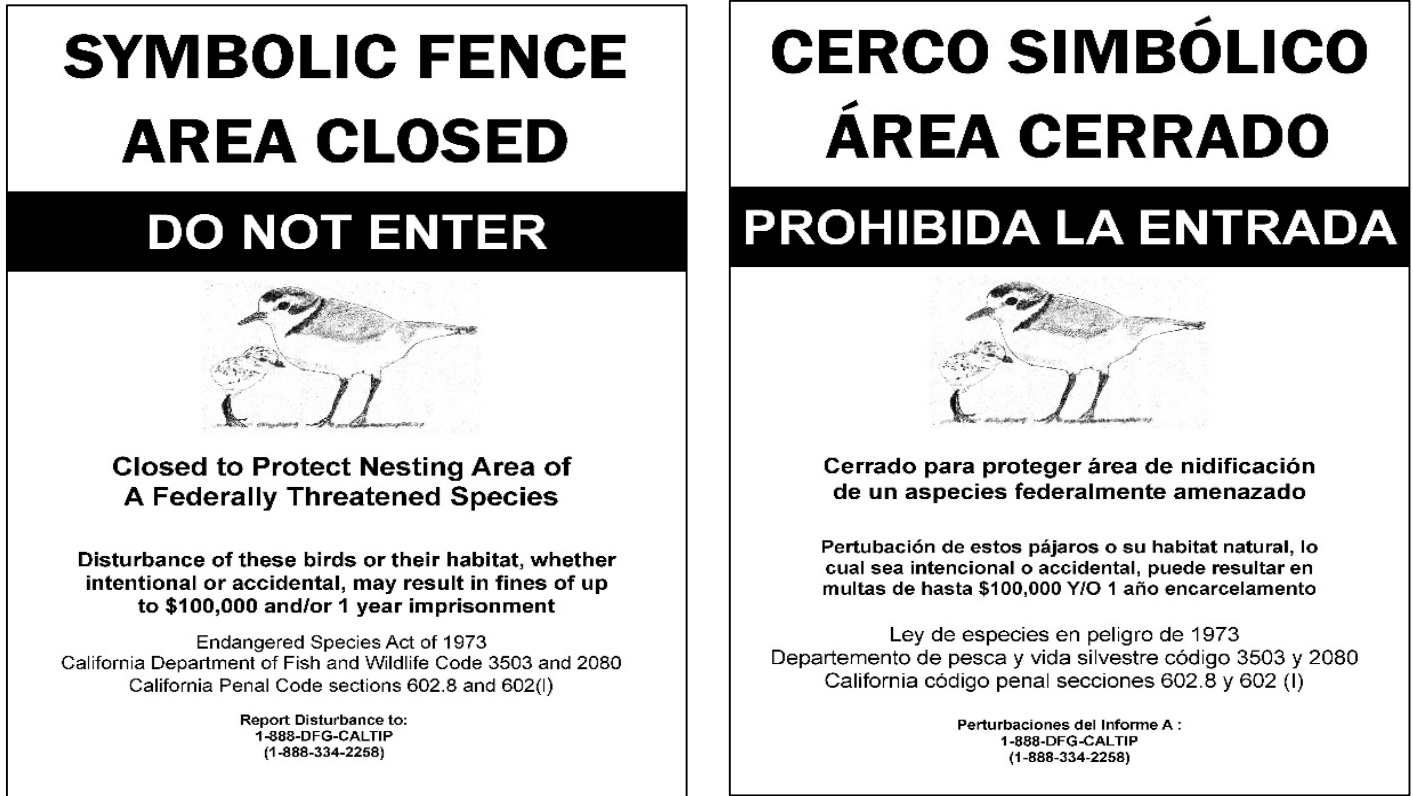 SYMBOLIC FENCE
AREA CLOSED
DO NOT ENTER
Closed to Protect Nesting Area of
A Federally Threatened Species
Disturbance of these birds or their habitat, whether
intentional or accidental, may result in fines of up
to $100,000 and/or 1 year imprisonment
Endangered Species Act of 1973
California Department of Fish and Wildlife Code 3503 and 2080
California Penal Code sections 602.8 and 602(l)
Report Disturbance to:
1-888-DFG-CALTIP
(1-888-334-2258)
CERCO SIMBÓLICO
ÁREA CERRADO
PROHIBIDA LA ENTRADA
Cerrado para proteger área de nidificación
de un aspecies federalmente amenazado
Pertubación de estos pájaros o su habitat natural, lo
cual sea intencional o accidental, puede resultar en
multas de hasta $100,000 Y/O 1 año encarcelamento
Ley de especies en peligro de 1973
Departemento de pesca y vida silvestre código 3503 y 2080
California código penal secciones 602.8 y 602 (l)
Perturbaciones del Informe A :
1-888-DFG-CALTIP
(1-888-334-2258)